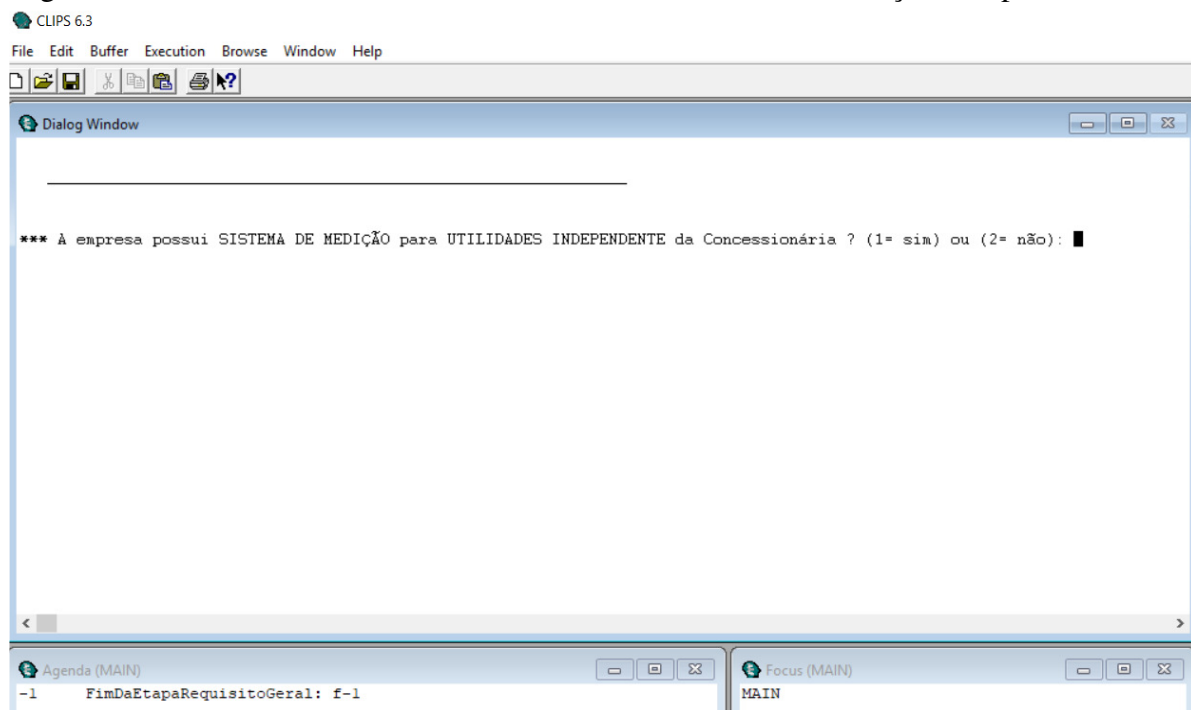 CLIPS 6.3
File Edit Buffer Execution Browse Window Help
Dialog Window
*** A empresa possui SISTEMA DE MEDIçÃO para UTILIDADES INDEPENDENTE da Concessionária ? (1= sim) ou (2= não):
Agenda (MAIN)
Focus (MAIN)
-1 FimDaEtapaRequisitoGeral: f-1
MAIN